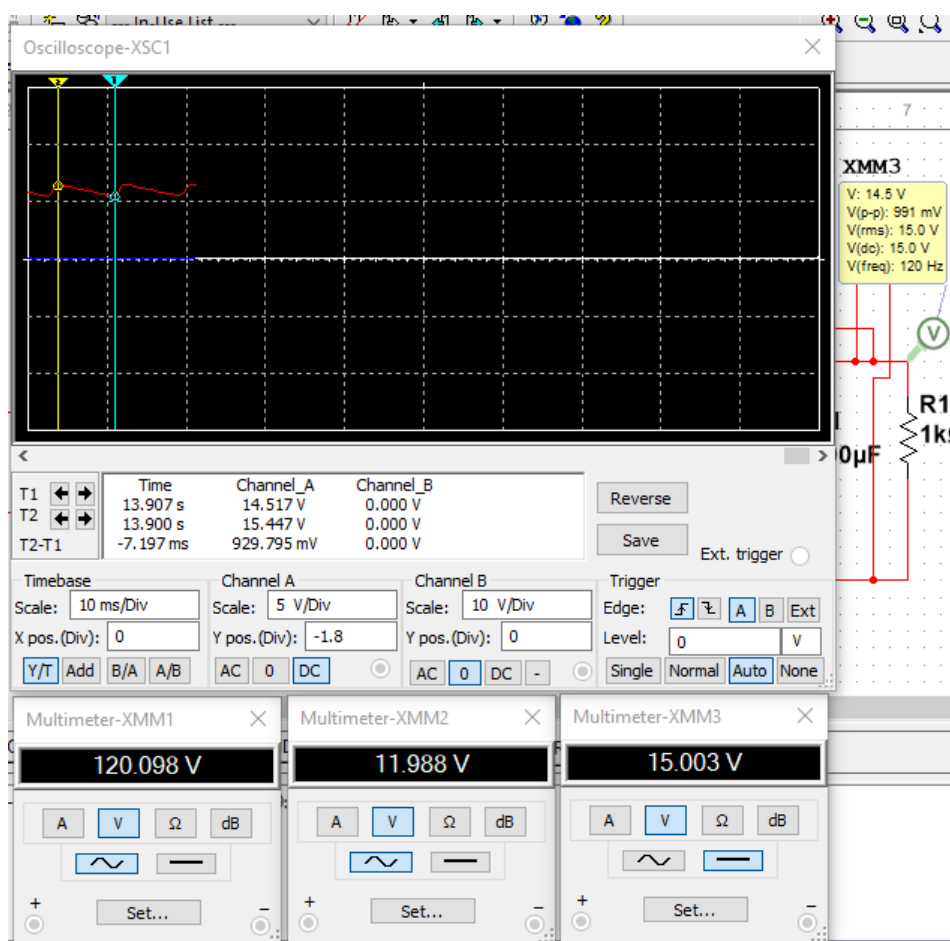 --- In-Use List ---
Oscilloscope-XSC1
2 1
7
XMM3
V: 14.5 V
V(p-p): 991 mV
V(rms): 15.0 V
V(dc): 15.0 V
V(freq): 120 Hz
V
R1
0µF
T1
T2
T2-T1
Time Channel_A Channel_B
13.907 s 14.517 V 0.000 V
13.900 s 15.447 V 0.000 V
-7.197 ms 929.795 mV 0.000 V
Reverse
Save
Ext. trigger
Timebase Channel A Channel B Trigger
Scale: 10 ms/Div Scale: 5 V/Div Scale: 10 V/Div Edge: A B Ext
X pos.(Div): 0 Y pos.(Div): -1.8 Y pos.(Div): 0 Level: 0 V
Y/T Add B/A A/B AC 0 DC AC 0 DC - Single Normal Auto None
Multimeter-XMM1
120.098 V
A V Ω dB
+ Set... -
Multimeter-XMM2
11.988 V
A V Ω dB
+ Set... -
Multimeter-XMM3
15.003 V
A V Ω dB
+ Set... -